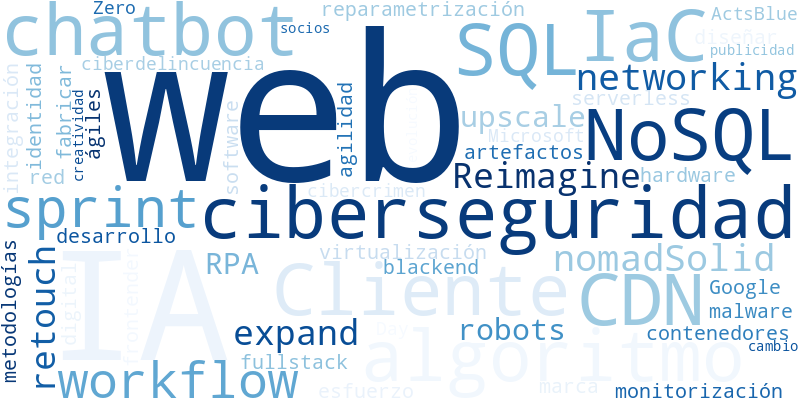 Zero
reparametrización
ActsBlue
chatbot
socios
SQL
IaC
diseñar
publicidad
ciberdelincuencia
web
networking
integración
identidad
fabricar
creatividad
ágiles
agilidad
software
serverless
upscale
NoSQL
Microsoft
artefactos
red
Reimagine
hardware
cibercrimen
sprint
ciberseguridad
desarrollo
metodologías
retouch
IA
RPA
virtualización
blackend
nomadSolid
digital
frontender
Cliente
CDN
Google
malware
expand
Day
algoritmo
robots
contenedores
cambio
fullstack
workflow
esfuerzo
marca
monitorización